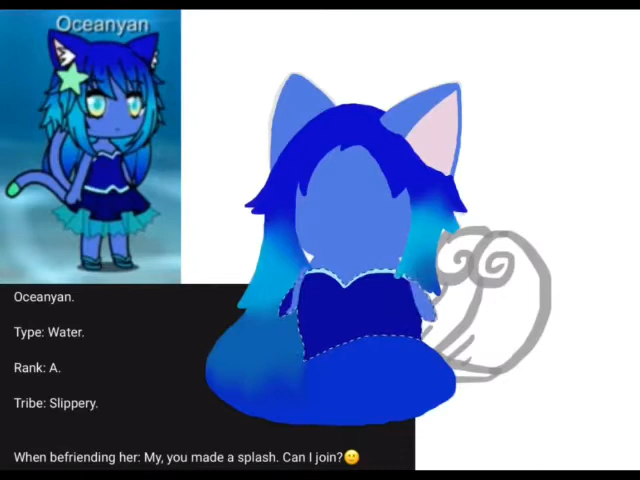 Oceanyan
Oceanyan.
Type: Water.
Rank: A.
Tribe: Slippery.
When befriending her: My, you made a splash. Can I join?🙂